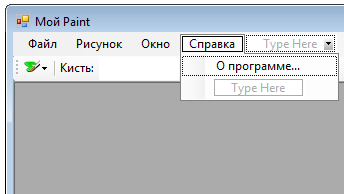 Мой Paint
Файл Рисунок Окно Справка Type Here
О программе...
Кисть:
Type Here